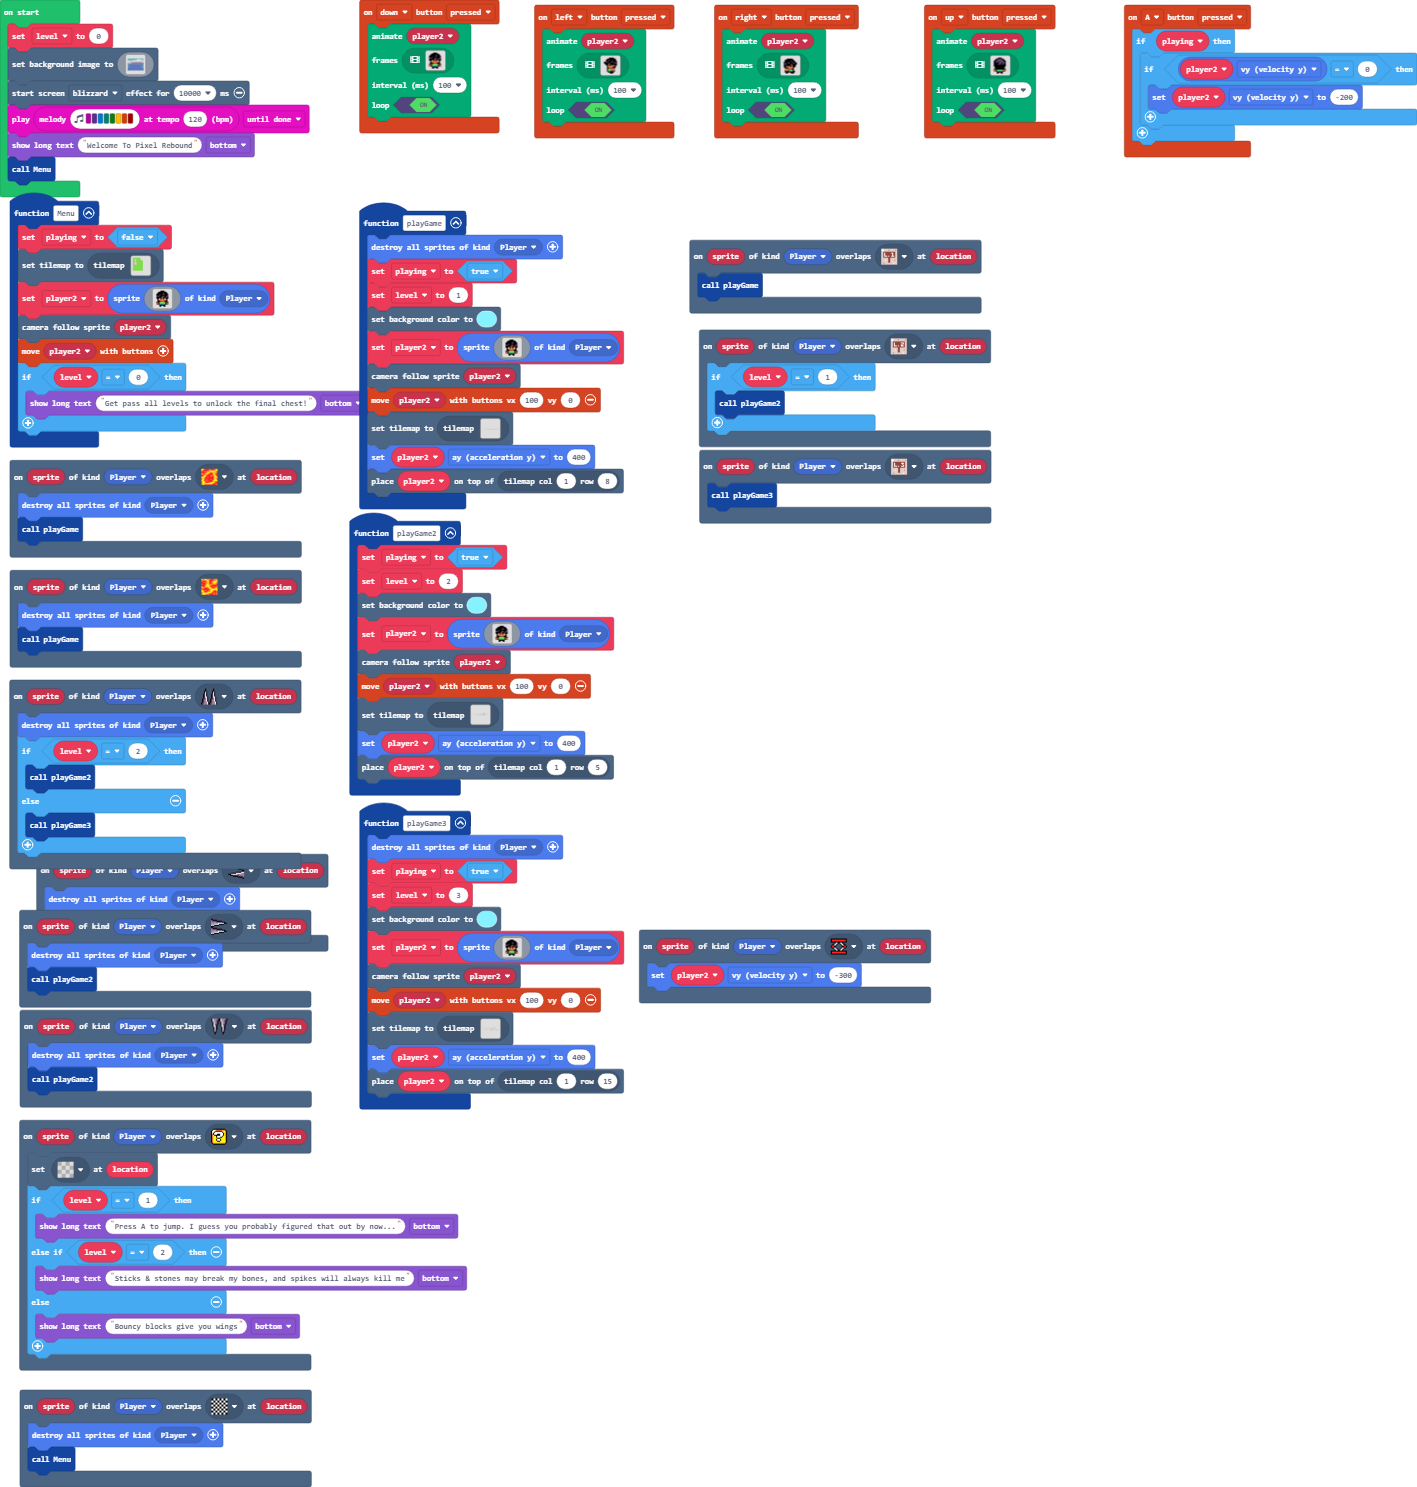 on start
set level to 0
set background image to
start screen blizzard effect for 10000 ms
play melody at tempo 120 (bpm) until done
show long text "Welcome To Pixel Rebound" bottom
call Menu
on down button pressed
animate player2
frames
interval (ms) 100
loop ON
on left button pressed
animate player2
frames
interval (ms) 100
loop ON
on right button pressed
animate player2
frames
interval (ms) 100
loop ON
on up button pressed
animate player2
frames
interval (ms) 100
loop ON
on A button pressed
if playing then
if player2 vy (velocity y) = 0 then
set player2 vy (velocity y) to -200
function Menu
set playing to false
set tilemap to tilemap
set player2 to sprite of kind Player
camera follow sprite player2
move player2 with buttons
if level = 0 then
show long text "Get pass all levels to unlock the final chest!" bottom
on sprite of kind Player overlaps at location
destroy all sprites of kind Player
call playGame
on sprite of kind Player overlaps at location
destroy all sprites of kind Player
call playGame
on sprite of kind Player overlaps at location
destroy all sprites of kind Player
if level = 2 then
call playGame2
else
call playGame3
on sprite of kind Player overlaps at location
destroy all sprites of kind Player
on sprite of kind Player overlaps at location
destroy all sprites of kind Player
call playGame2
on sprite of kind Player overlaps at location
destroy all sprites of kind Player
call playGame2
on sprite of kind Player overlaps at location
set at location
if level = 1 then
show long text "Press A to jump. I guess you probably figured that out by now..." bottom
else if level = 2 then
show long text "Sticks & stones may break my bones, and spikes will always kill me" bottom
else
show long text "Bouncy blocks give you wings" bottom
on sprite of kind Player overlaps at location
destroy all sprites of kind Player
call Menu
function playGame
destroy all sprites of kind Player
set playing to true
set level to 1
set background color to
set player2 to sprite of kind Player
camera follow sprite player2
move player2 with buttons vx 100 vy 0
set tilemap to tilemap
set player2 ay (acceleration y) to 400
place player2 on top of tilemap col 1 row 8
function playGame2
set playing to true
set level to 2
set background color to
set player2 to sprite of kind Player
camera follow sprite player2
move player2 with buttons vx 100 vy 0
set tilemap to tilemap
set player2 ay (acceleration y) to 400
place player2 on top of tilemap col 1 row 5
function playGame3
destroy all sprites of kind Player
set playing to true
set level to 3
set background color to
set player2 to sprite of kind Player
camera follow sprite player2
move player2 with buttons vx 100 vy 0
set tilemap to tilemap
set player2 ay (acceleration y) to 400
place player2 on top of tilemap col 1 row 15
on sprite of kind Player overlaps at location
call playGame
on sprite of kind Player overlaps at location
if level = 1 then
call playGame2
on sprite of kind Player overlaps at location
call playGame3
on sprite of kind Player overlaps at location
set player2 vy (velocity y) to -300